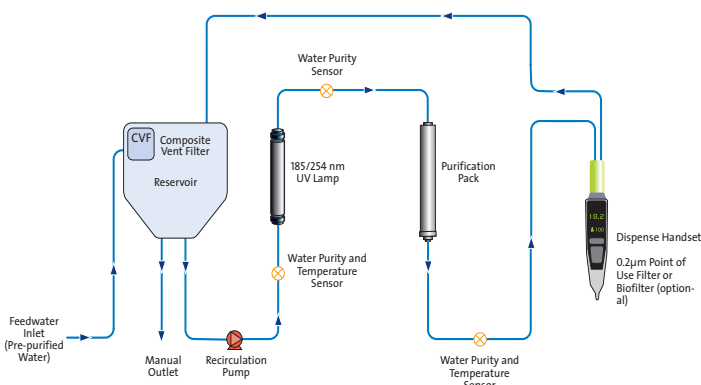 Water Purity
Sensor
CVF
Composite
Vent Filter
Reservoir
185/254 nm
UV Lamp
Purification
Pack
18.2
100
Dispense Handset
0.2µm Point of
Use Filter or
Biofilter (option-
al)
Water Purity and
Temperature
Sensor
Feedwater
Inlet
(Pre-purified
Water)
Manual
Outlet
Recirculation
Pump
Water Purity and
Temperature
Sensor